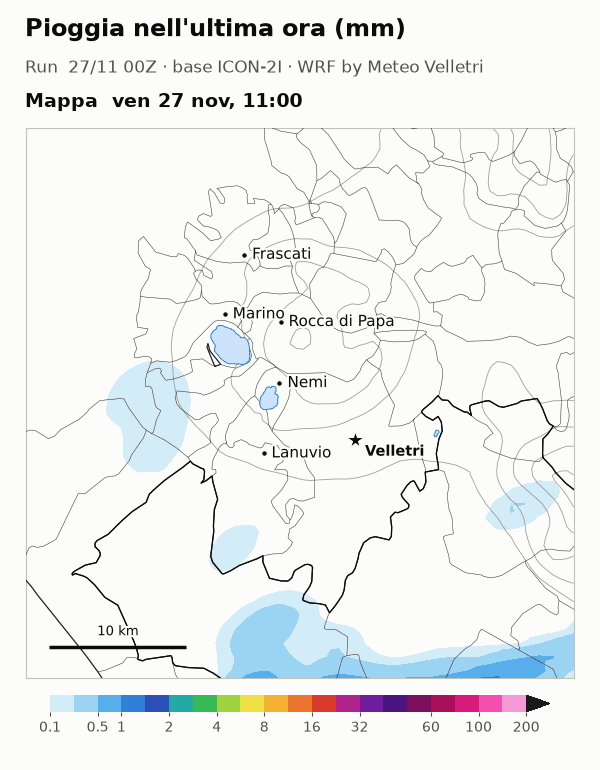 Pioggia nell'ultima ora (mm)
Run  27/11 00Z · base ICON-2I · WRF by Meteo Velletri
Mappa  ven 27 nov, 11:00
Frascati
Marino
Rocca di Papa
Nemi
Velletri
Lanuvio
10 km
0.1 0.5 1 2 4 8 16 32 60 100 200